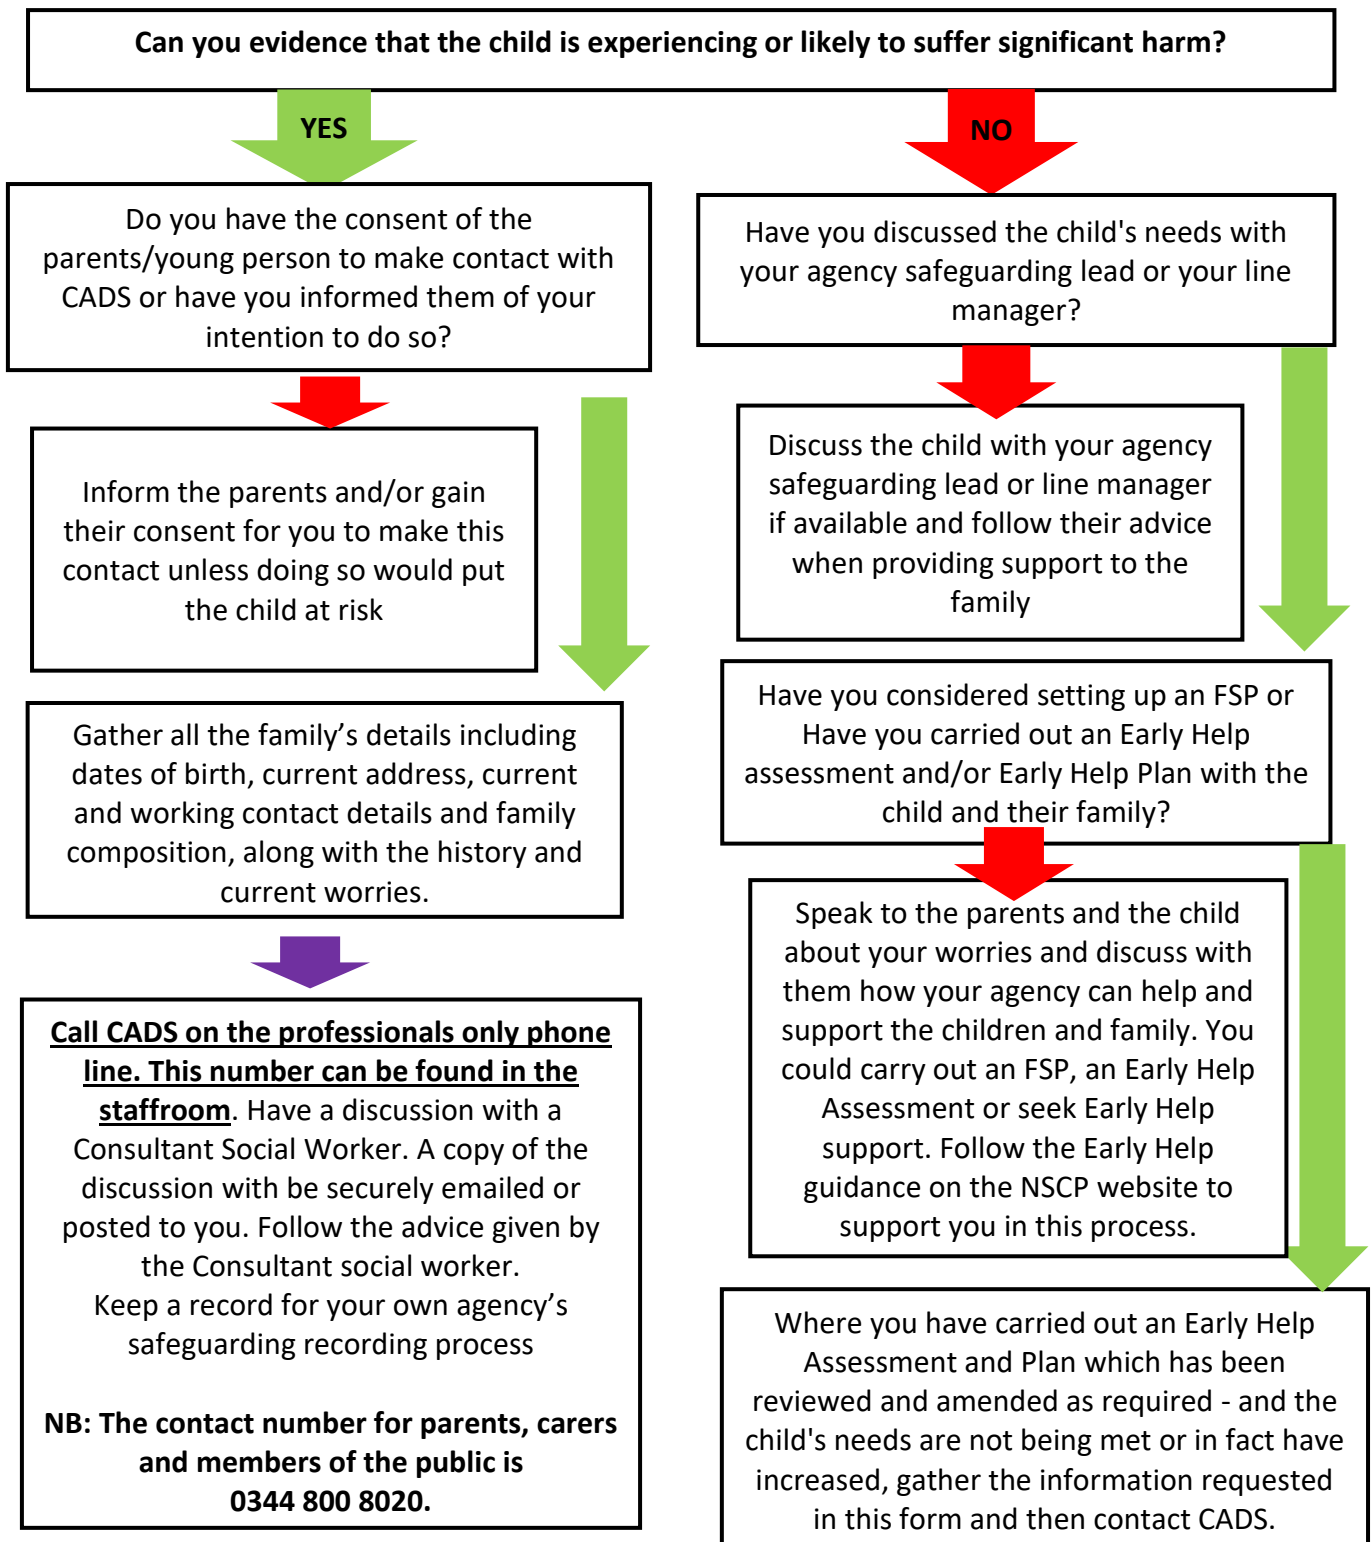 Can you evidence that the child is experiencing or likely to suffer significant harm?
YES
Do you have the consent of the
parents/young person to make contact with
CADS or have you informed them of your
intention to do so?
Inform the parents and/or gain
their consent for you to make this
contact unless doing so would put
the child at risk
Gather all the family’s details including
dates of birth, current address, current
and working contact details and family
composition, along with the history and
current worries.
Call CADS on the professionals only phone
line. This number can be found in the
staffroom. Have a discussion with a
Consultant Social Worker. A copy of the
discussion with be securely emailed or
posted to you. Follow the advice given by
the Consultant social worker.
Keep a record for your own agency’s
safeguarding recording process
NB: The contact number for parents, carers
and members of the public is
0344 800 8020.
NO
Have you discussed the child's needs with
your agency safeguarding lead or your line
manager?
Discuss the child with your agency
safeguarding lead or line manager
if available and follow their advice
when providing support to the
family
Have you considered setting up an FSP or
Have you carried out an Early Help
assessment and/or Early Help Plan with the
child and their family?
Speak to the parents and the child
about your worries and discuss with
them how your agency can help and
support the children and family. You
could carry out an FSP, an Early Help
Assessment or seek Early Help
support. Follow the Early Help
guidance on the NSCP website to
support you in this process.
Where you have carried out an Early Help
Assessment and Plan which has been
reviewed and amended as required - and the
child's needs are not being met or in fact have
increased, gather the information requested
in this form and then contact CADS.